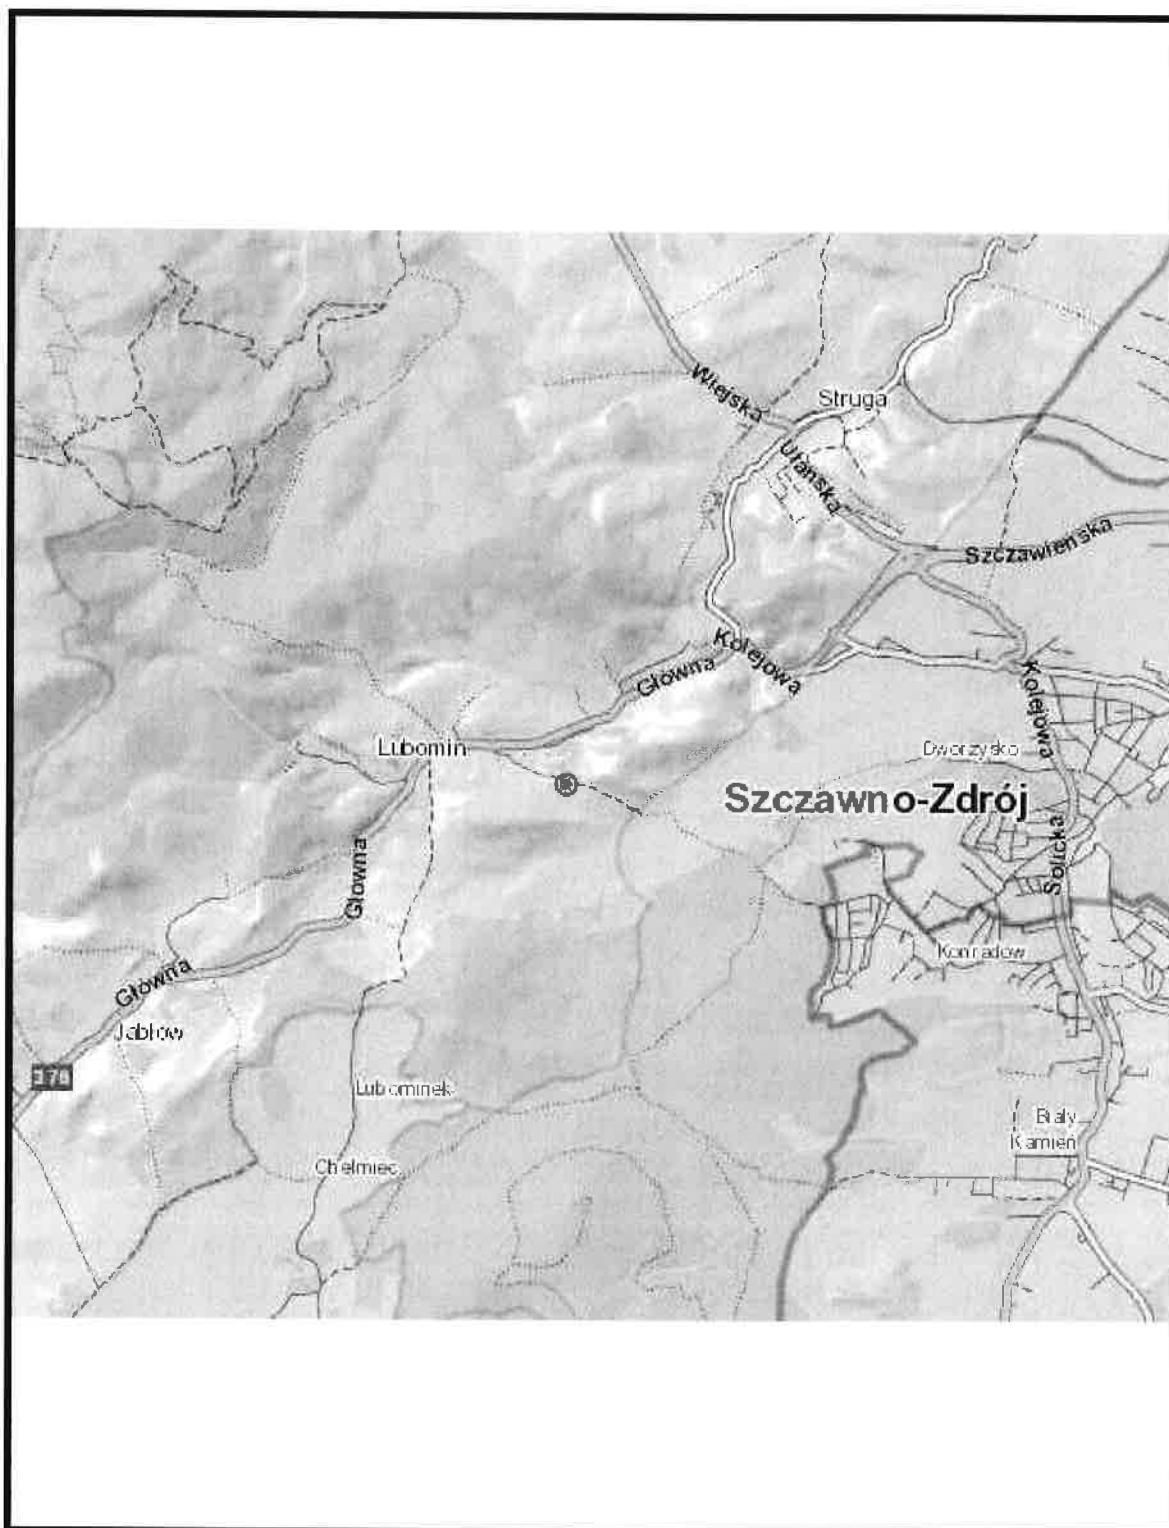 Wiejska
Struga
Ułańska
Szczawieńska
Kolejowa
Główna
Kolejowa
Lubomin
Dworzysko
Szczawno-Zdrój
Solicka
Główna
Konradów
Główna
Jabłów
Lubominek
Biały
Kamień
Chełmiec